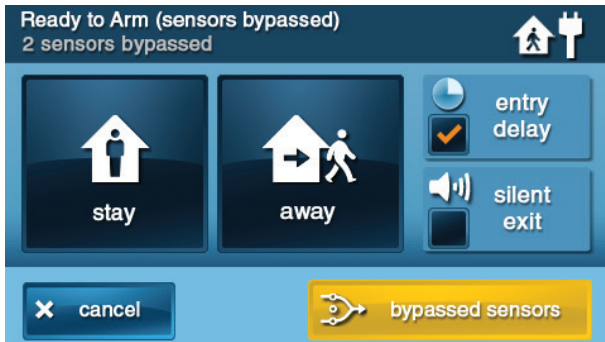 Ready to Arm (sensors bypassed)
2 sensors bypassed
stay
away
entry
delay
silent
exit
cancel
bypassed sensors